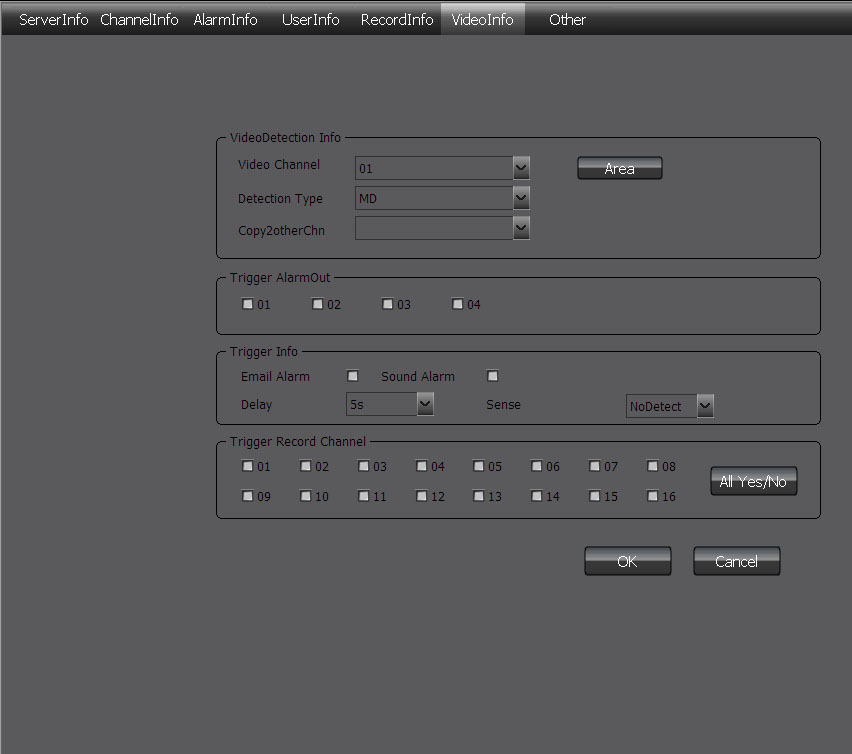 ServerInfo ChannelInfo AlarmInfo UserInfo RecordInfo VideoInfo Other
VideoDetection Info
Video Channel 01 Area
Detection Type MD
Copy2otherChn
Trigger AlarmOut
01 02 03 04
Trigger Info
Email Alarm Sound Alarm
Delay 5s Sense NoDetect
Trigger Record Channel
01 02 03 04 05 06 07 08
All Yes/No
09 10 11 12 13 14 15 16
OK Cancel